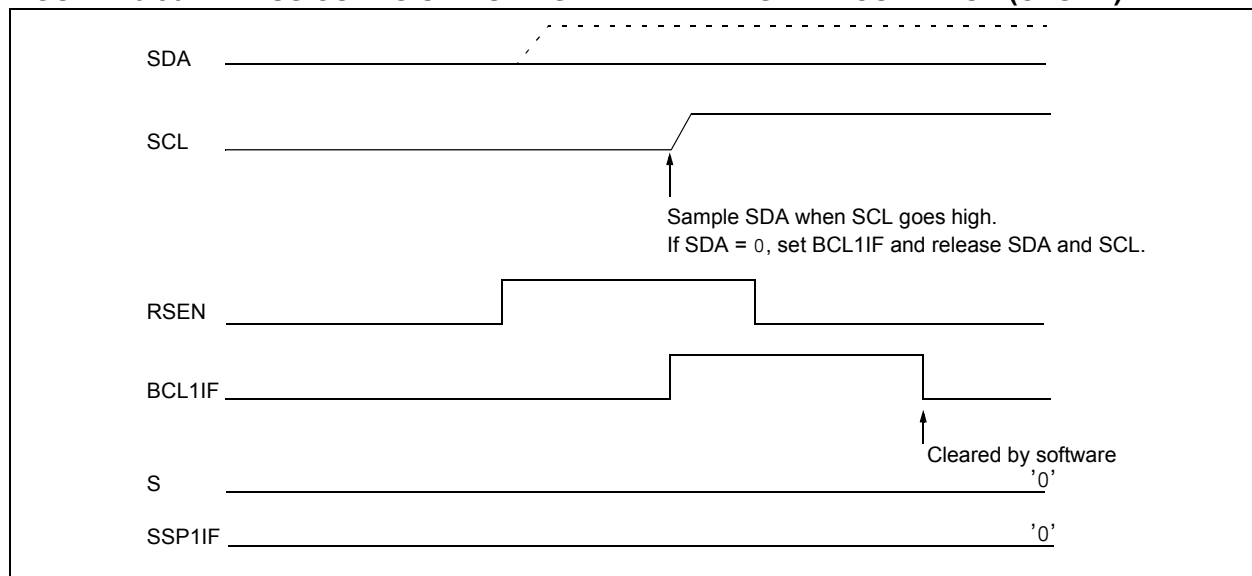 SDA
SCL
Sample SDA when SCL goes high.
If SDA = 0, set BCL1IF and release SDA and SCL.
RSEN
BCL1IF
Cleared by software
S '0'
SSP1IF '0'